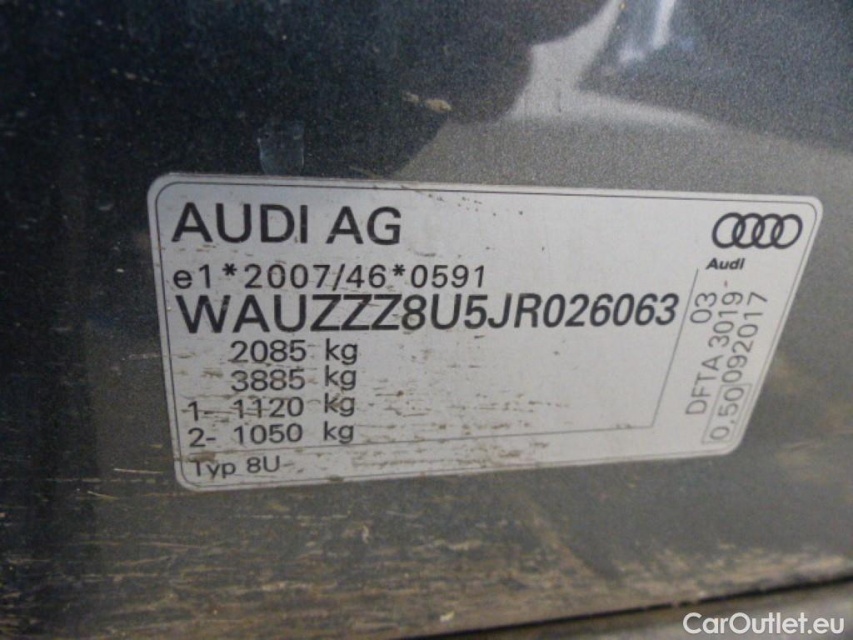 AUDI AG
Audi
e1*2007/46*0591
WAUZZZ8U5JR026063
2085 kg
3885 kg
1- 1120 kg
2- 1050 kg
Typ 8U
DFTA 3019- 03
0,50 092017
CarOutlet.eu